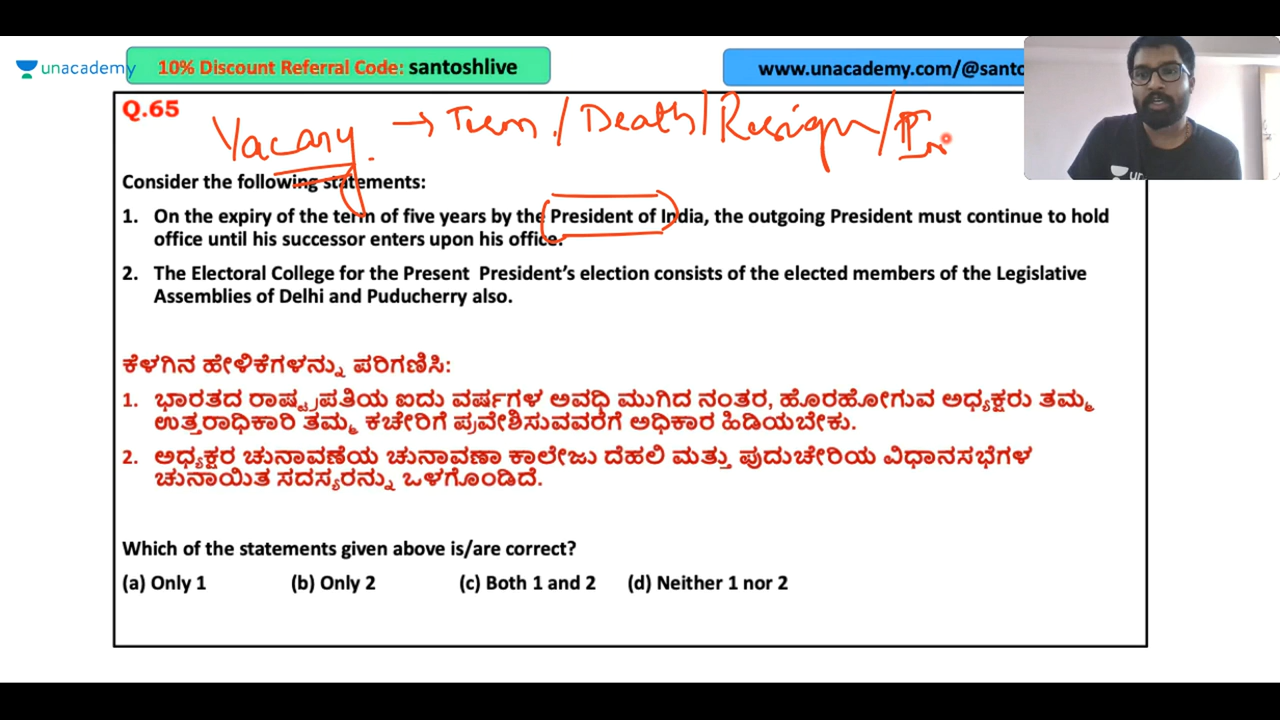 unacademy
10% Discount Referral Code: santoshlive
www.unacademy.com/@santo
Q.65
Vacancy → Term / Death / Resign /
Consider the following statements:
1. On the expiry of the term of five years by the President of India, the outgoing President must continue to hold
office until his successor enters upon his office.
2. The Electoral College for the Present President's election consists of the elected members of the Legislative
Assemblies of Delhi and Puducherry also.
ಕೆಳಗಿನ ಹೇಳಿಕೆಗಳನ್ನು ಪರಿಗಣಿಸಿ:
1. ಭಾರತದ ರಾಷ್ಟ್ರಪತಿಯ ಐದು ವರ್ಷಗಳ ಅವಧಿ ಮುಗಿದ ನಂತರ, ಹೊರಹೋಗುವ ಅಧ್ಯಕ್ಷರು ತಮ್ಮ
ಉತ್ತರಾಧಿಕಾರಿ ತಮ್ಮ ಕಚೇರಿಗೆ ಪ್ರವೇಶಿಸುವವರೆಗೆ ಅಧಿಕಾರ ಹಿಡಿಯಬೇಕು.
2. ಅಧ್ಯಕ್ಷರ ಚುನಾವಣೆಯ ಚುನಾವಣಾ ಕಾಲೇಜು ದೆಹಲಿ ಮತ್ತು ಪುದುಚೇರಿಯ ವಿಧಾನಸಭೆಗಳ
ಚುನಾಯಿತ ಸದಸ್ಯರನ್ನು ಒಳಗೊಂಡಿದೆ.
Which of the statements given above is/are correct?
(a) Only 1 (b) Only 2 (c) Both 1 and 2 (d) Neither 1 nor 2